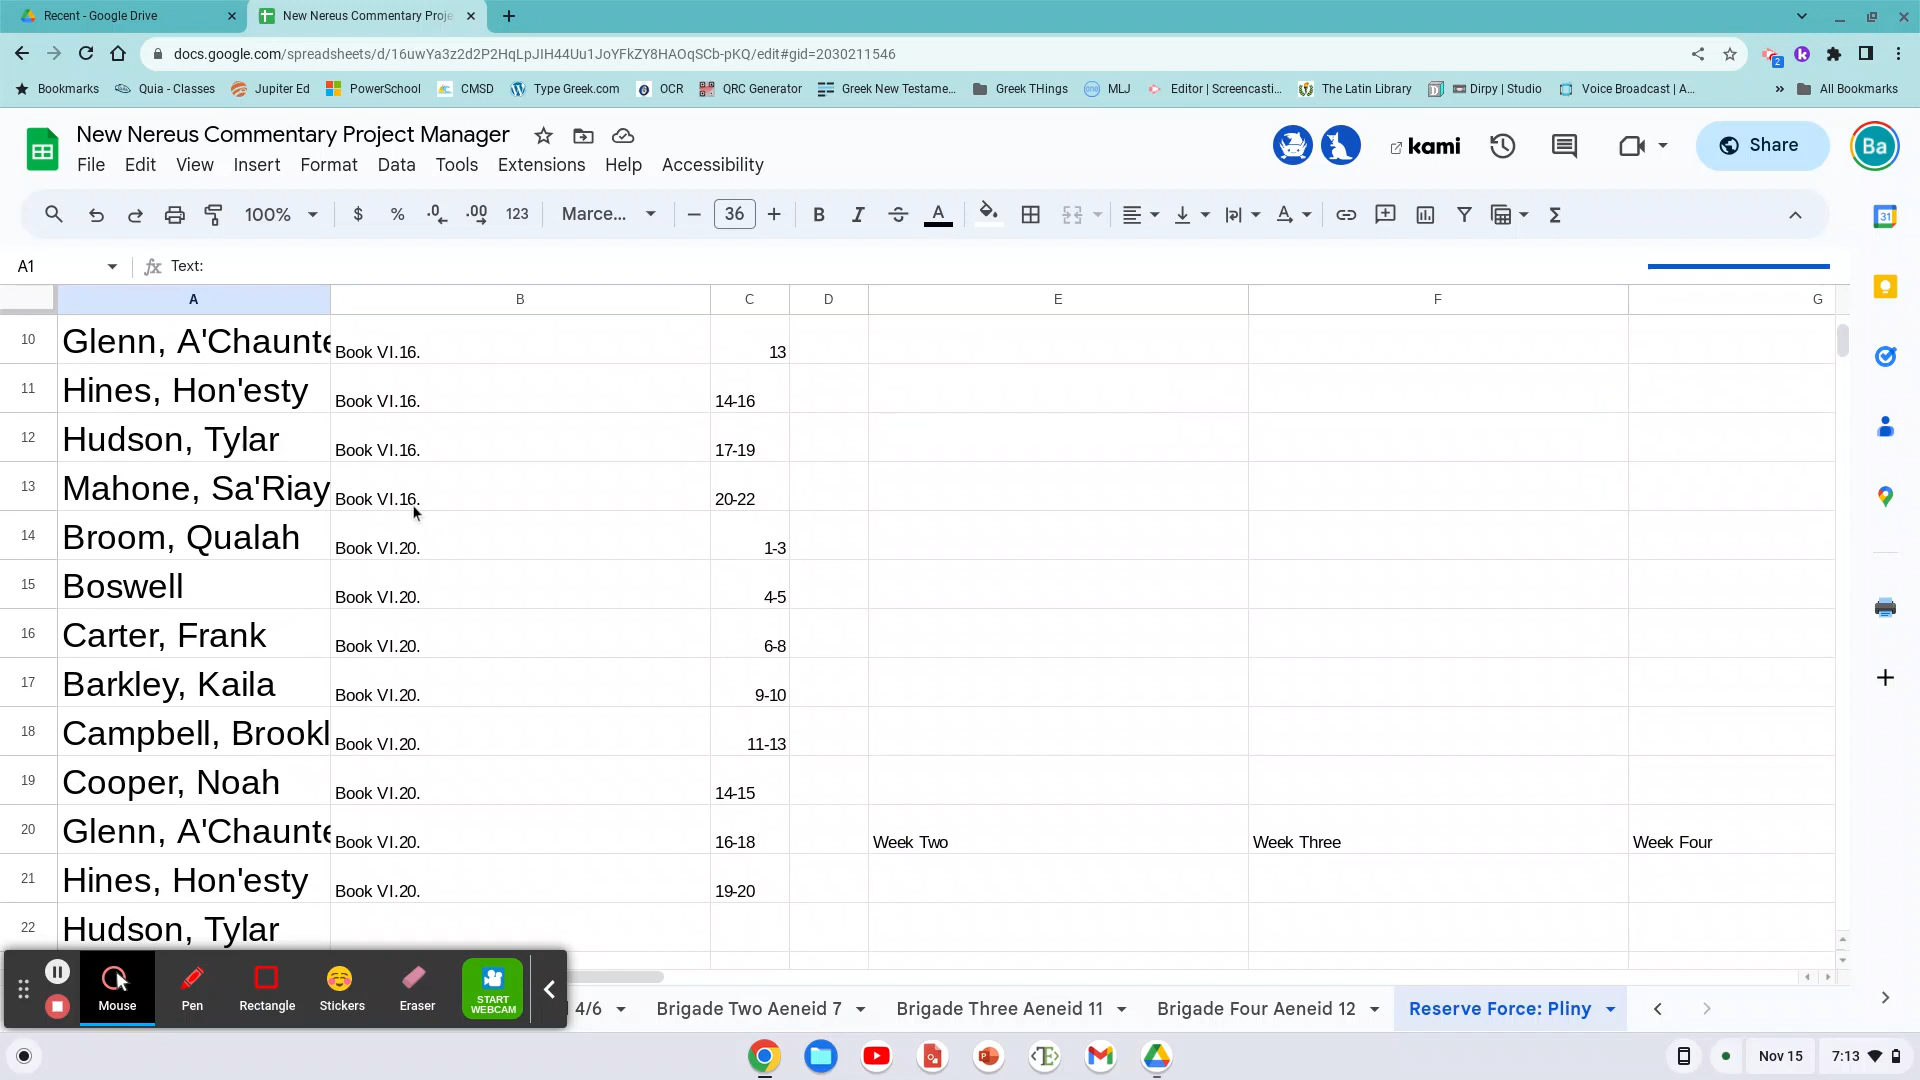 Recent - Google Drive
New Nereus Commentary Proje
docs.google.com/spreadsheets/d/16uwYa3z2d2P2HqLpJIH44Uu1JoYFkZY8HAOqSCb-pKQ/edit#gid=2030211546
2
Bookmarks Quia - Classes Jupiter Ed PowerSchool CMSD Type Greek.com OCR QRC Generator Greek New Testame... Greek THings MLJ Editor | Screencasti... The Latin Library Dirpy | Studio Voice Broadcast | A... » All Bookmarks
New Nereus Commentary Project Manager
kami
Share
Ba
File Edit View Insert Format Data Tools Extensions Help Accessibility
100% $ % .0 .00 123 Marce... 36 B I A Σ
31
A1 fx Text:
A B C D E F G
10 Glenn, A'Chaunte Book VI.16. 13
11 Hines, Hon'esty Book VI.16. 14-16
12 Hudson, Tylar Book VI.16. 17-19
13 Mahone, Sa'Riay Book VI.16. 20-22
14 Broom, Qualah Book VI.20. 1-3
15 Boswell Book VI.20. 4-5
16 Carter, Frank Book VI.20. 6-8
17 Barkley, Kaila Book VI.20. 9-10
18 Campbell, Brookl Book VI.20. 11-13
19 Cooper, Noah Book VI.20. 14-15
20 Glenn, A'Chaunte Book VI.20. 16-18 Week Two Week Three Week Four
21 Hines, Hon'esty Book VI.20. 19-20
22 Hudson, Tylar
Mouse Pen Rectangle Stickers Eraser START WEBCAM
4/6 Brigade Two Aeneid 7 Brigade Three Aeneid 11 Brigade Four Aeneid 12 Reserve Force: Pliny
Nov 15 7:13